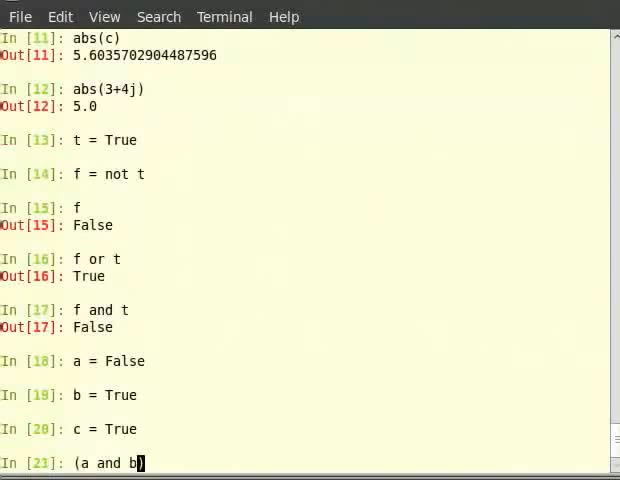 File Edit View Search Terminal Help
In [11]: abs(c)
Out[11]: 5.6035702904487596
In [12]: abs(3+4j)
Out[12]: 5.0
In [13]: t = True
In [14]: f = not t
In [15]: f
Out[15]: False
In [16]: f or t
Out[16]: True
In [17]: f and t
Out[17]: False
In [18]: a = False
In [19]: b = True
In [20]: c = True
In [21]: (a and b)